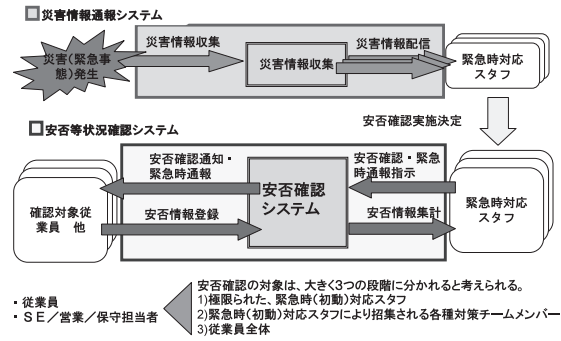 災害情報通報システム
災害(緊急事
態)発生
災害情報収集
災害情報収集
災害情報配信
緊急時対応
スタフ
安否確認実施決定
安否等状況確認システム
確認対象従
業員 他
安否確認通知・
緊急時通報
安否情報登録
安否確認
システム
安否確認・緊急
時通報指示
安否情報集計
緊急時対応
スタフ
・従業員
・ＳＥ／営業／保守担当者
安否確認の対象は、大きく3つの段階に分かれると考えられる。
1)極限られた、緊急時(初動)対応スタフ
2)緊急時(初動)対応スタフにより招集される各種対策チームメンバー
3)従業員全体